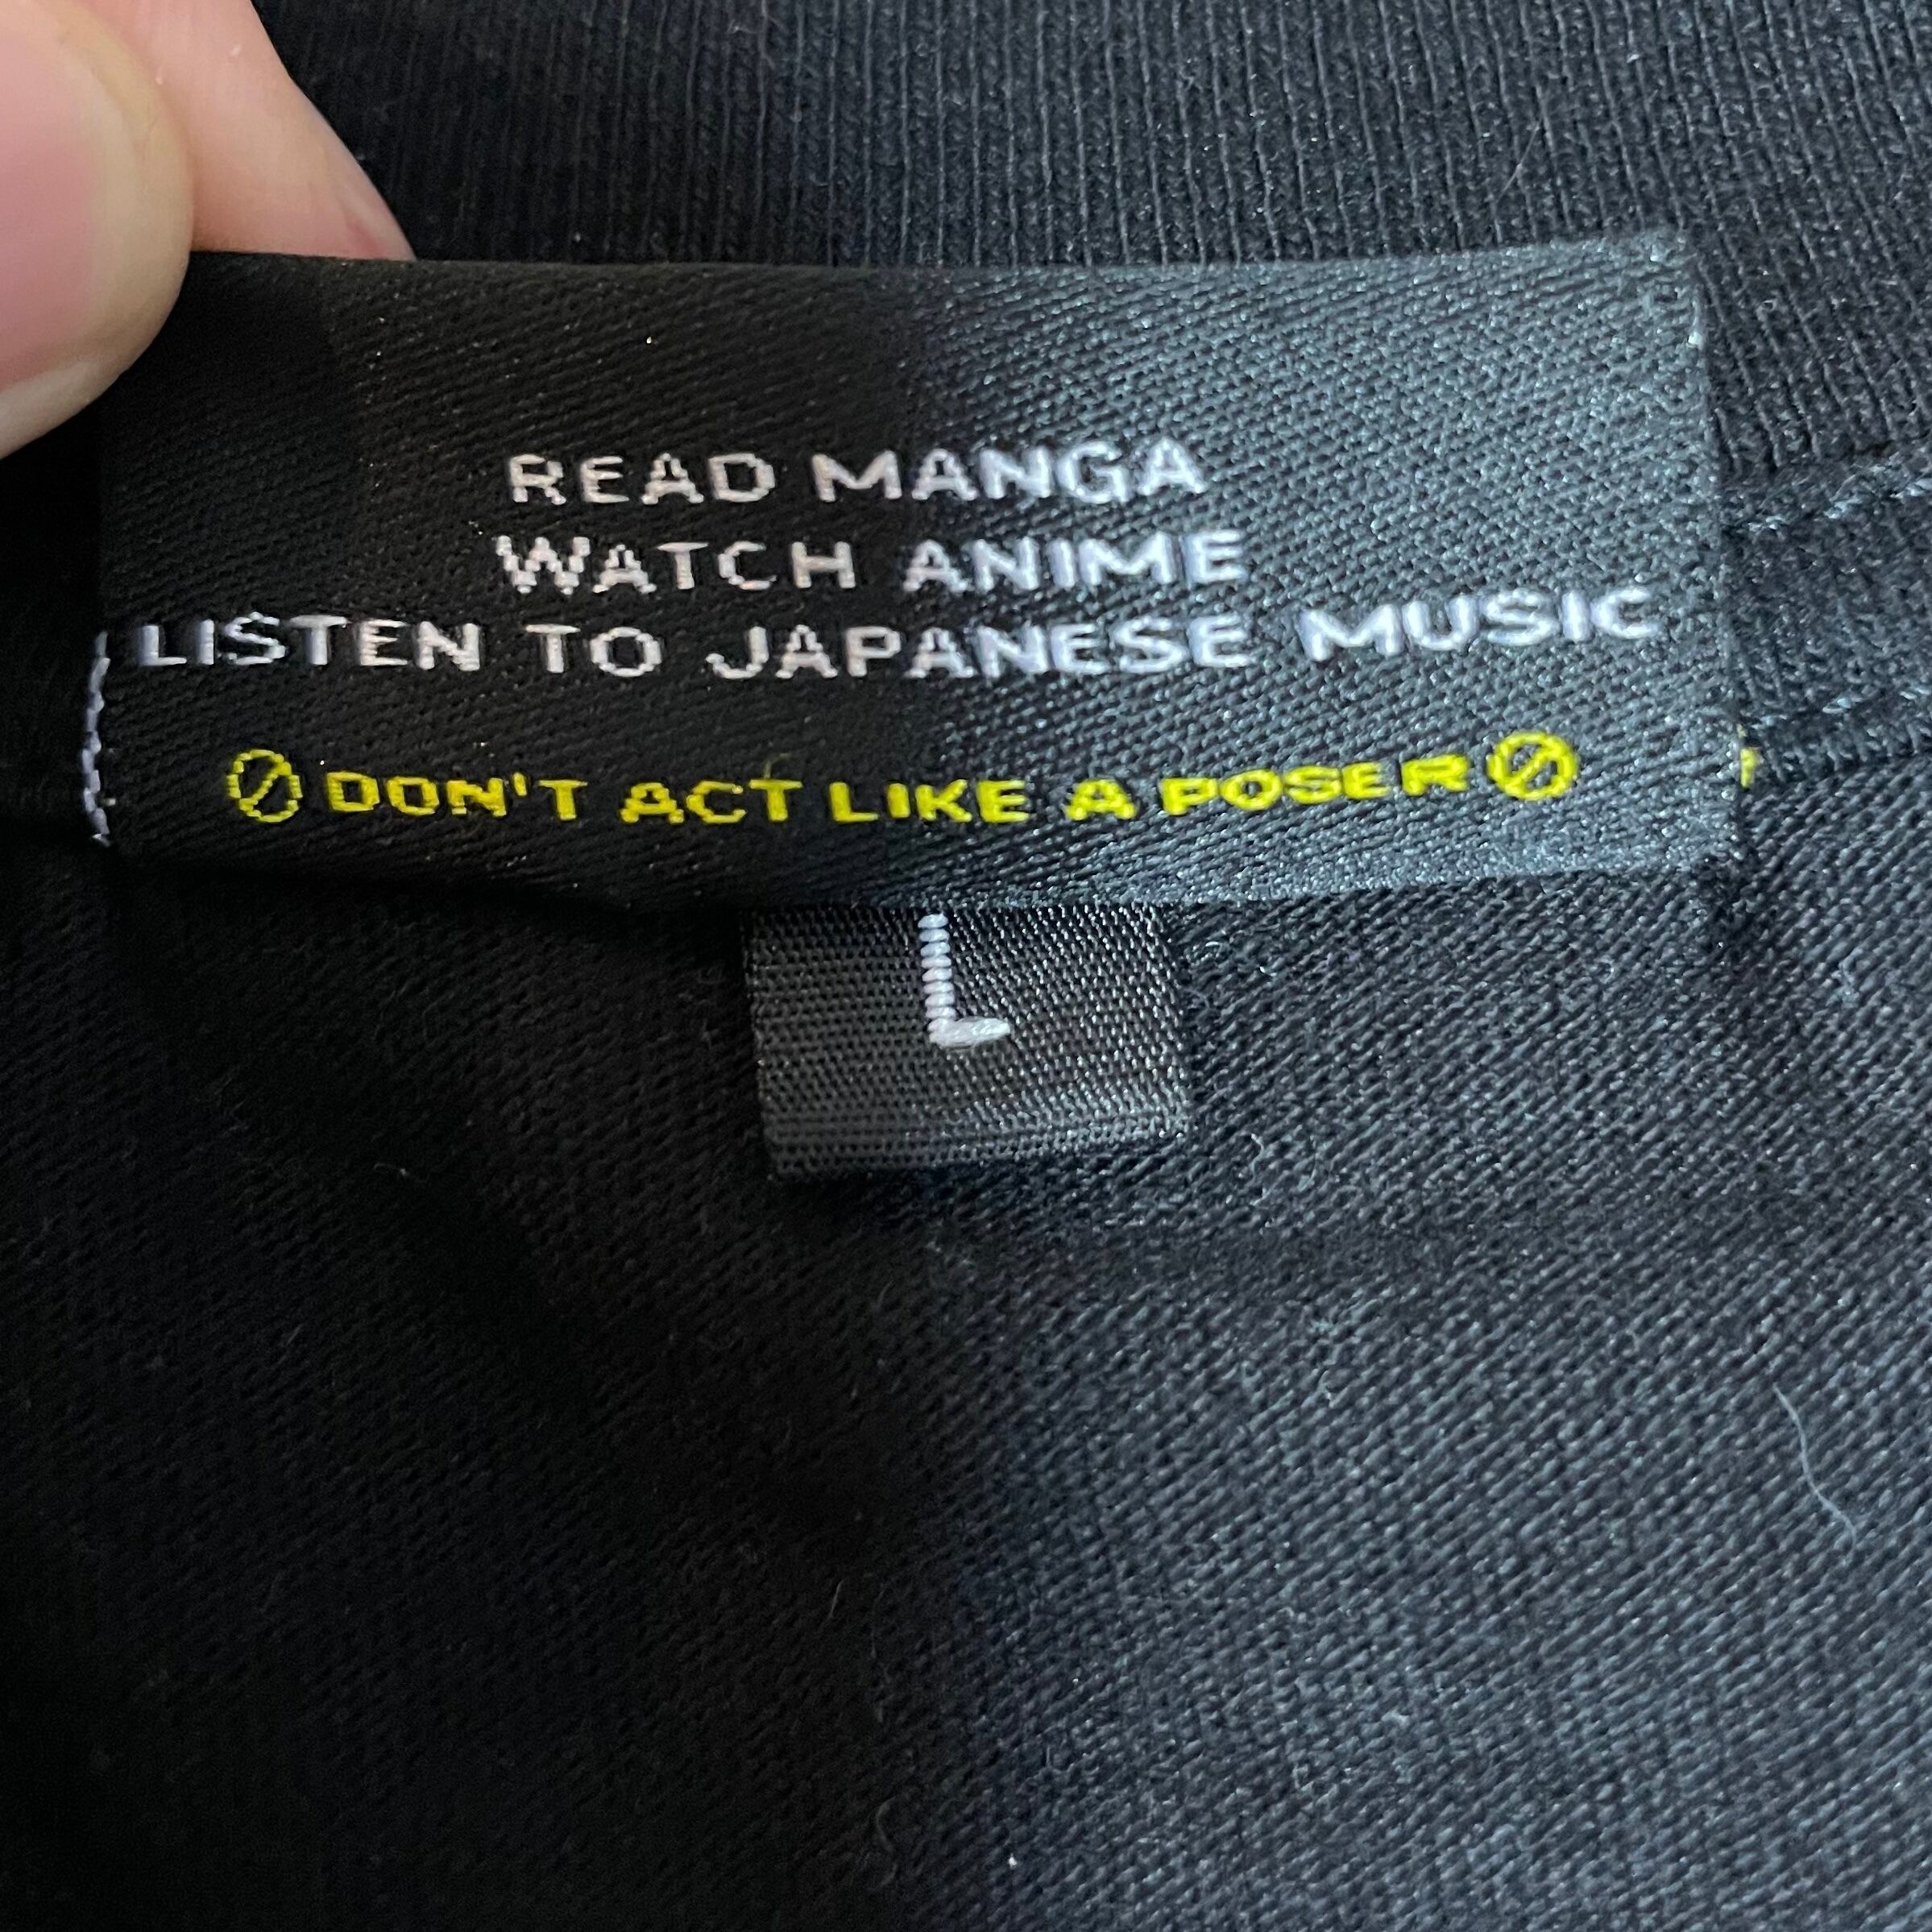 READ MANGA
WATCH ANIME
LISTEN TO JAPANESE MUSIC
DON'T ACT LIKE A POSER
L